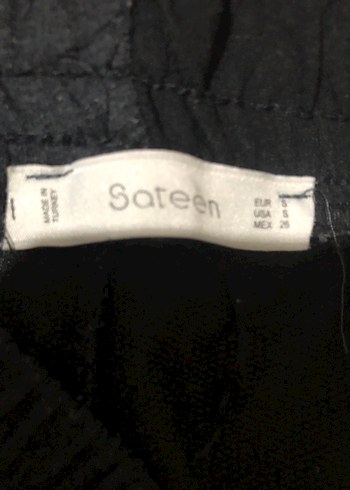 MADE IN
TURKEY
Sateen
EUR S
USA S
MEX 26